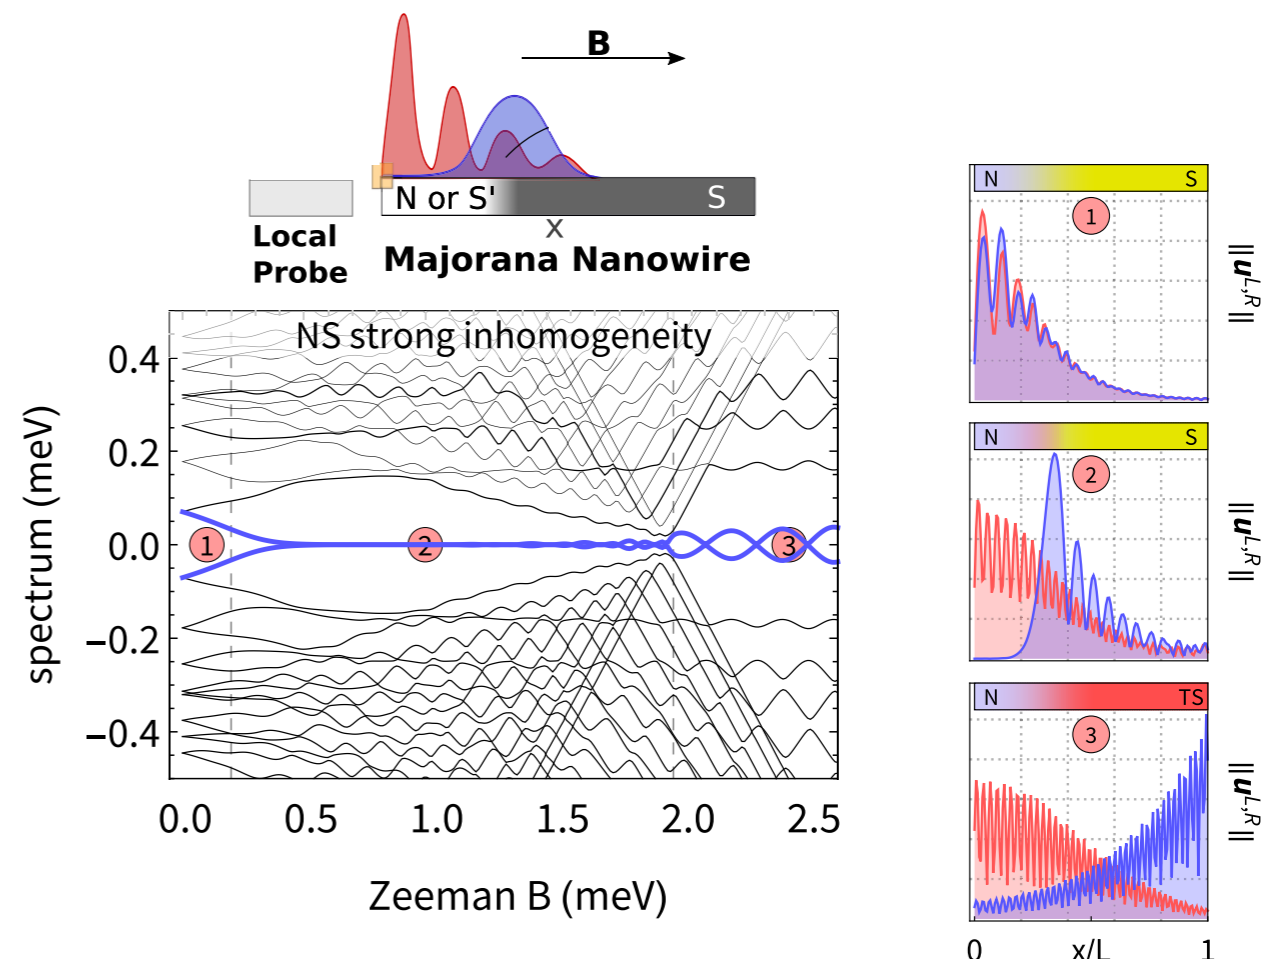 B
N or S'
S
x
Local
Probe
Majorana Nanowire
NS strong inhomogeneity
spectrum (meV)
0.4
0.2
0.0
−0.2
−0.4
1
2
3
0.0 0.5 1.0 1.5 2.0 2.5
Zeeman B (meV)
N S
1
||u^L,R||
N S
2
||u^L,R||
N TS
3
||u^L,R||
0 x/L 1